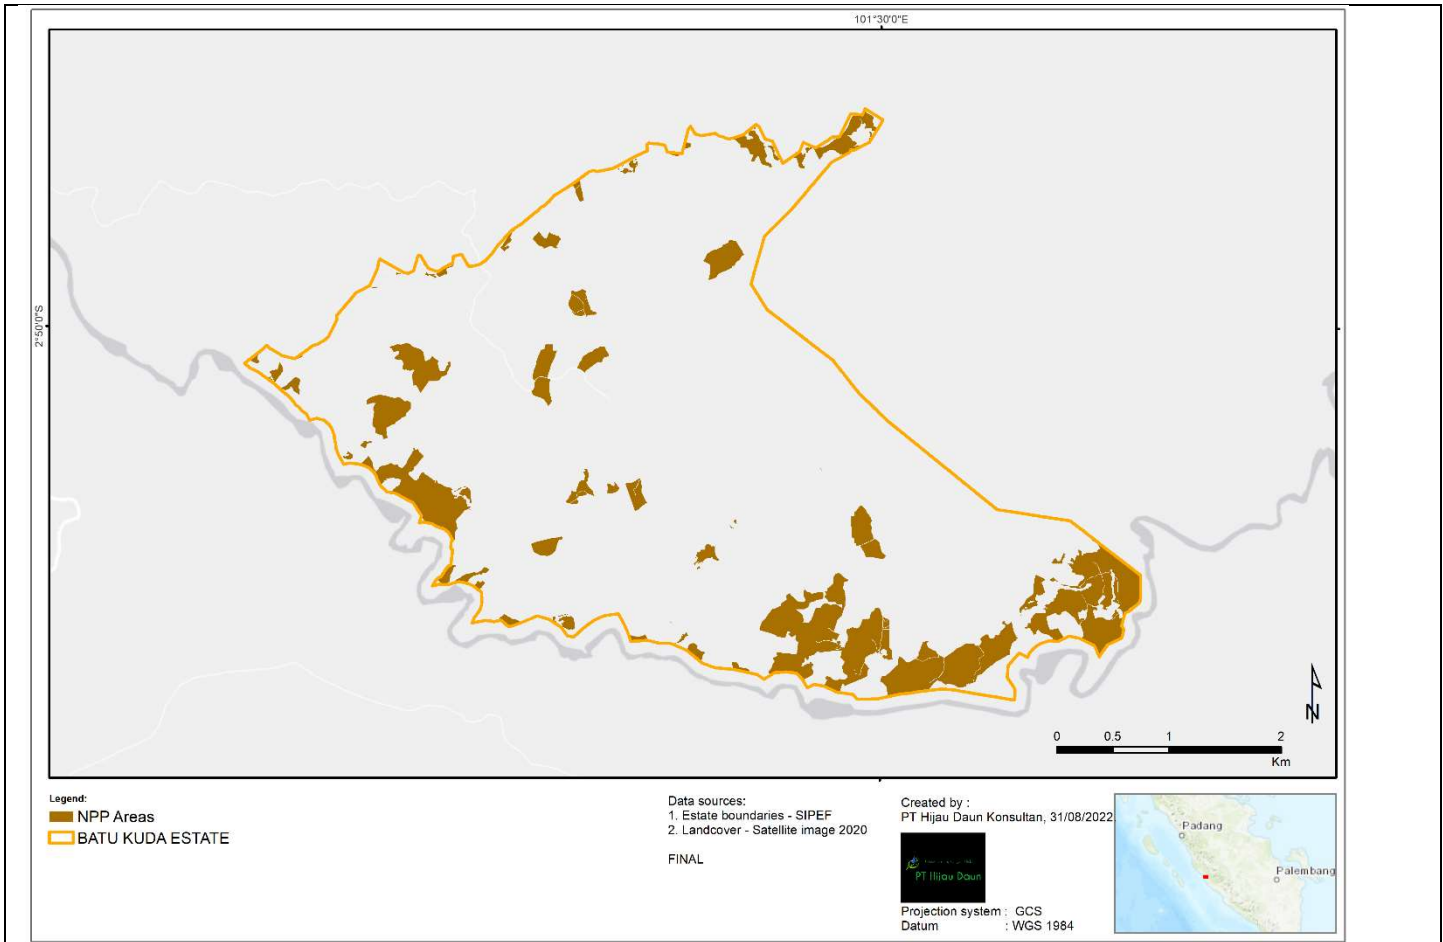 101°30'0"E
2°50'0"S
N
0 0.5 1 2
Km
Legend:
NPP Areas
BATU KUDA ESTATE
Data sources:
1. Estate boundaries - SIPEF
2. Landcover - Satellite image 2020
FINAL
Created by :
PT Hijau Daun Konsultan, 31/08/2022
PT Hijau Daun
Projection system : GCS
Datum : WGS 1984
Padang
Palembang